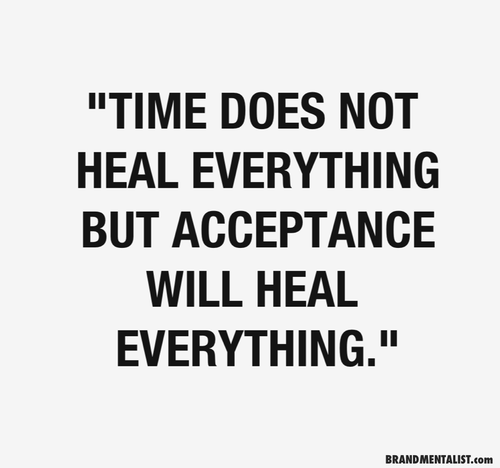 "TIME DOES NOT
HEAL EVERYTHING
BUT ACCEPTANCE
WILL HEAL
EVERYTHING."
BRANDMENTALIST.com